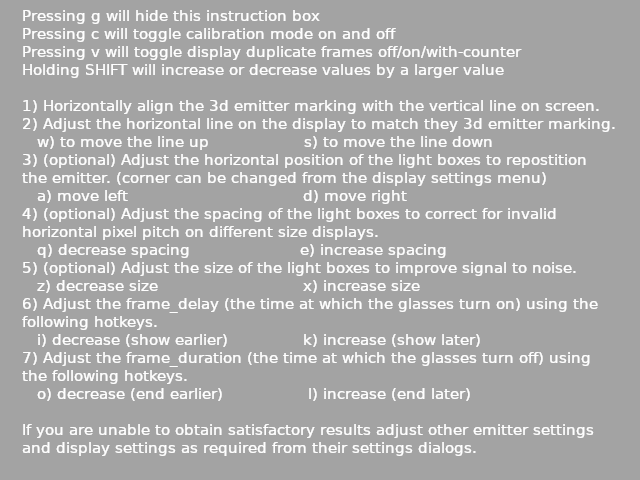 Pressing g will hide this instruction box
Pressing c will toggle calibration mode on and off
Pressing v will toggle display duplicate frames off/on/with-counter
Holding SHIFT will increase or decrease values by a larger value
1) Horizontally align the 3d emitter marking with the vertical line on screen.
2) Adjust the horizontal line on the display to match they 3d emitter marking.
w) to move the line up s) to move the line down
3) (optional) Adjust the horizontal position of the light boxes to repostition
the emitter. (corner can be changed from the display settings menu)
a) move left d) move right
4) (optional) Adjust the spacing of the light boxes to correct for invalid
horizontal pixel pitch on different size displays.
q) decrease spacing e) increase spacing
5) (optional) Adjust the size of the light boxes to improve signal to noise.
z) decrease size x) increase size
6) Adjust the frame_delay (the time at which the glasses turn on) using the
following hotkeys.
i) decrease (show earlier) k) increase (show later)
7) Adjust the frame_duration (the time at which the glasses turn off) using
the following hotkeys.
o) decrease (end earlier) l) increase (end later)
If you are unable to obtain satisfactory results adjust other emitter settings
and display settings as required from their settings dialogs.